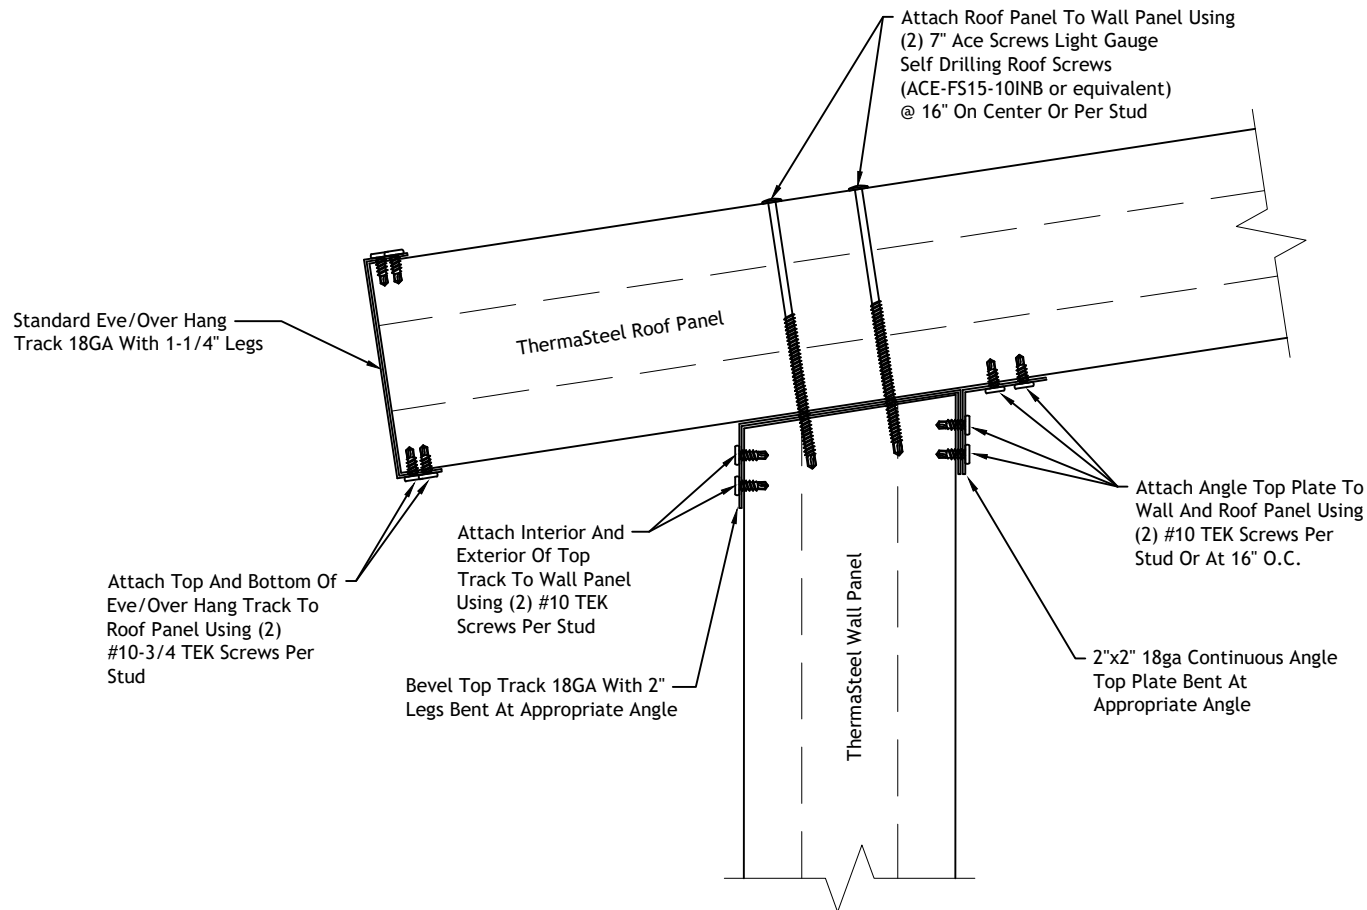 Attach Roof Panel To Wall Panel Using
(2) 7" Ace Screws Light Gauge
Self Drilling Roof Screws
(ACE-FS15-10INB or equivalent)
@ 16" On Center Or Per Stud
Standard Eve/Over Hang
Track 18GA With 1-1/4" Legs
ThermaSteel Roof Panel
Attach Top And Bottom Of
Eve/Over Hang Track To
Roof Panel Using (2)
#10-3/4 TEK Screws Per
Stud
Attach Interior And
Exterior Of Top
Track To Wall Panel
Using (2) #10 TEK
Screws Per Stud
Bevel Top Track 18GA With 2"
Legs Bent At Appropriate Angle
ThermaSteel Wall Panel
Attach Angle Top Plate To
Wall And Roof Panel Using
(2) #10 TEK Screws Per
Stud Or At 16" O.C.
2"x2" 18ga Continuous Angle
Top Plate Bent At
Appropriate Angle